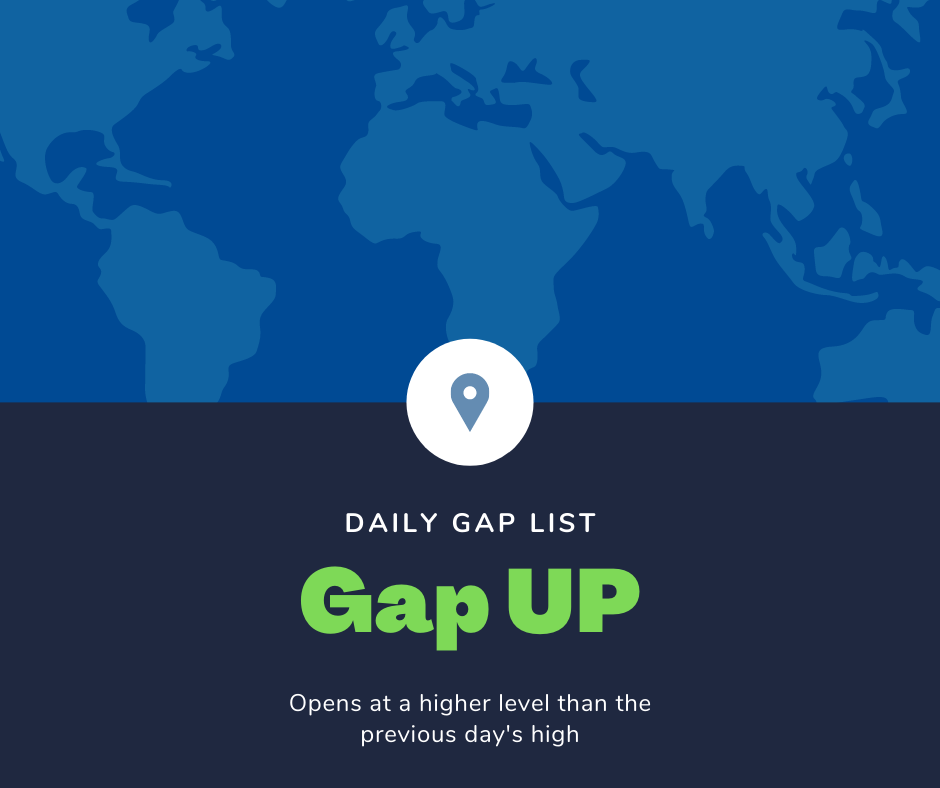 DAILY GAP LIST
Gap UP
Opens at a higher level than the
previous day's high